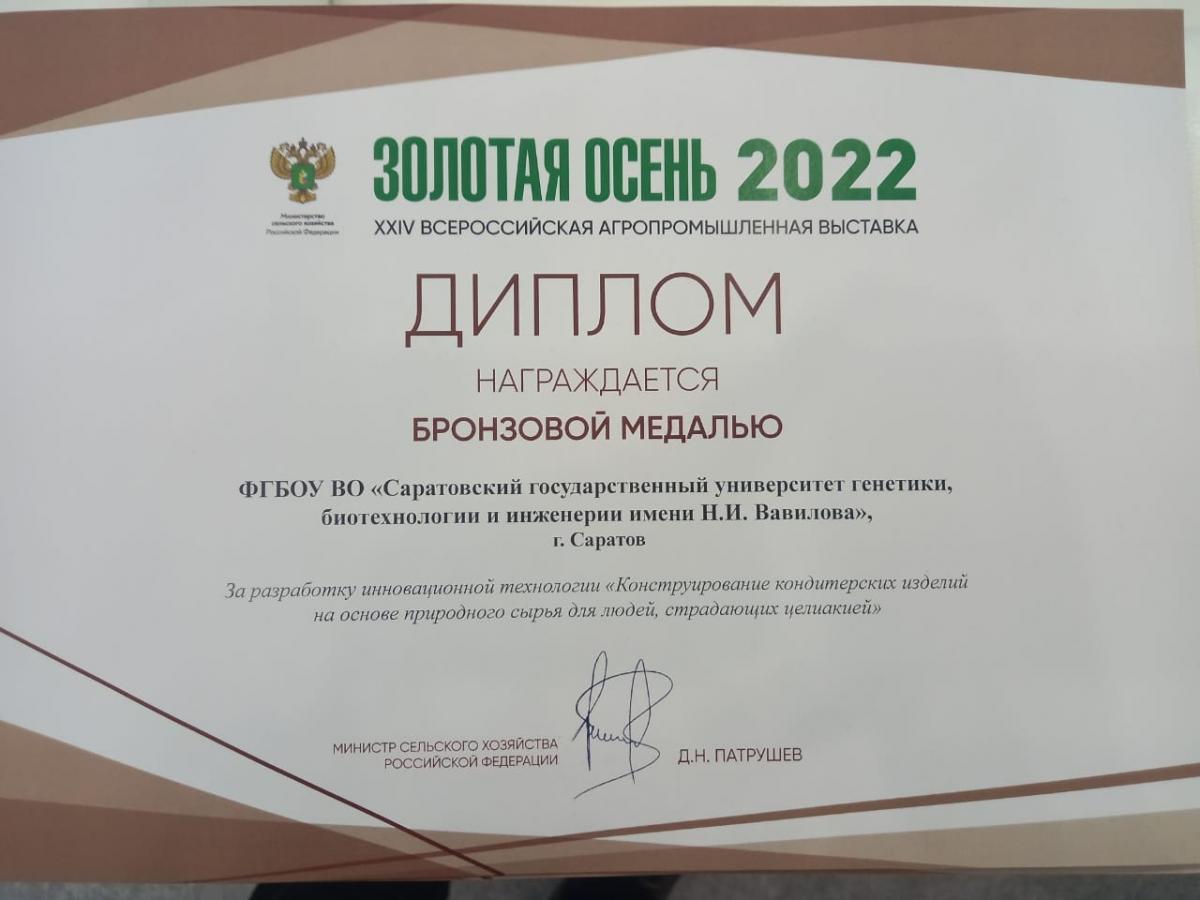 ЗОЛОТАЯ ОСЕНЬ 2022
Министерство
сельского хозяйства
Российской Федерации
XXIV ВСЕРОССИЙСКАЯ АГРОПРОМЫШЛЕННАЯ ВЫСТАВКА
ДИПЛОМ
НАГРАЖДАЕТСЯ
БРОНЗОВОЙ МЕДАЛЬЮ
ФГБОУ ВО «Саратовский государственный университет генетики,
биотехнологии и инженерии имени Н.И. Вавилова»,
г. Саратов
За разработку инновационной технологии «Конструирование кондитерских изделий
на основе природного сырья для людей, страдающих целиакией»
МИНИСТР СЕЛЬСКОГО ХОЗЯЙСТВА
РОССИЙСКОЙ ФЕДЕРАЦИИ
Д.Н. ПАТРУШЕВ